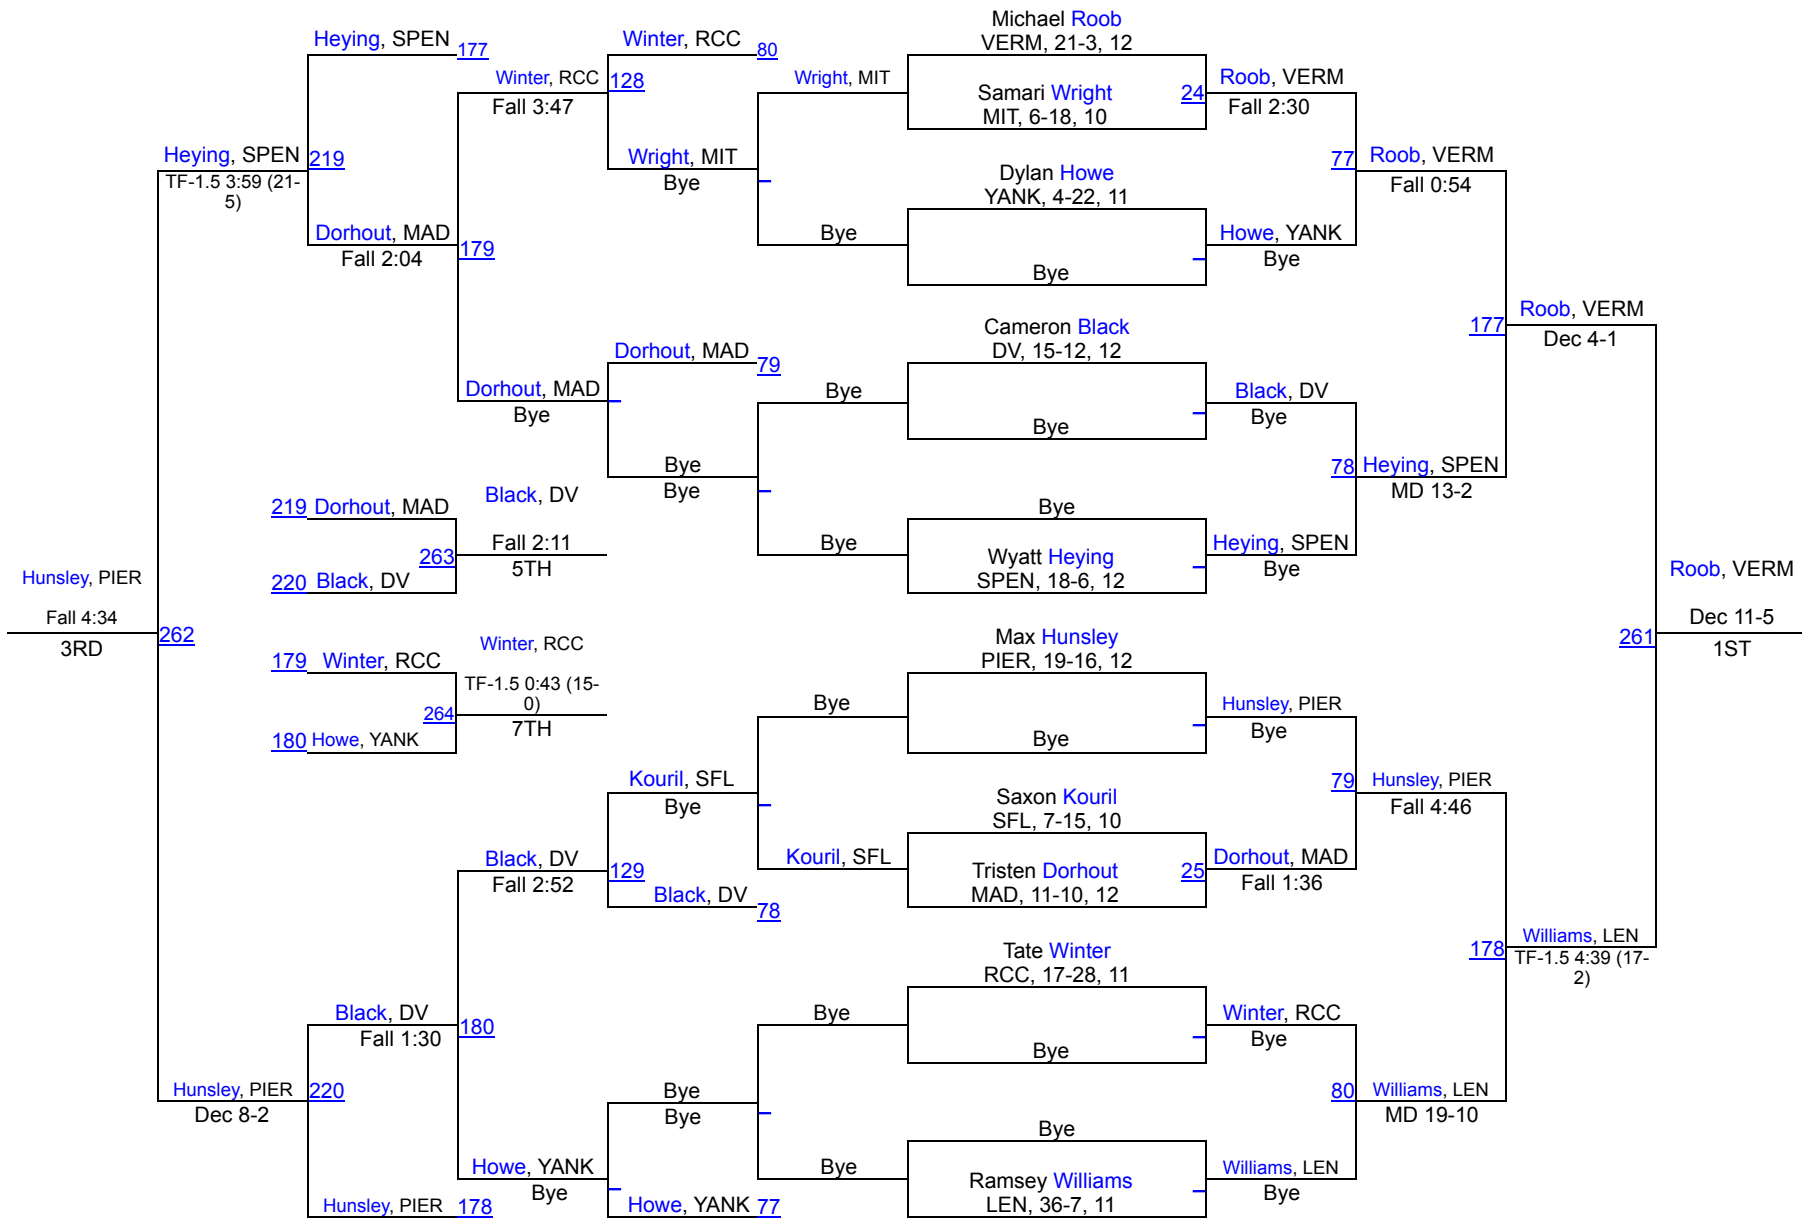 Michael Roob
VERM, 21-3, 12
Heying, SPEN 177
Winter, RCC 80
Winter, RCC 128
Fall 3:47
Wright, MIT
Samari Wright 24
MIT, 6-18, 10
Roob, VERM
Fall 2:30
Heying, SPEN 219
TF-1.5 3:59 (21-
5)
Wright, MIT
Bye
Dylan Howe
YANK, 4-22, 11
77 Roob, VERM
Fall 0:54
Dorhout, MAD 179
Fall 2:04
Bye
Bye
Howe, YANK
Bye
Cameron Black
DV, 15-12, 12
177 Roob, VERM
Dec 4-1
Dorhout, MAD 79
Dorhout, MAD
Bye
Bye
Bye
Black, DV
Bye
Bye
Bye
78 Heying, SPEN
MD 13-2
219 Dorhout, MAD
Black, DV
263 Fall 2:11
5TH
220 Black, DV
Bye
Bye
Wyatt Heying
SPEN, 18-6, 12
Heying, SPEN
Bye
Hunsley, PIER
Fall 4:34
3RD
262
Roob, VERM
Dec 11-5
1ST
261
179 Winter, RCC
Winter, RCC
TF-1.5 0:43 (15-
0)
264 7TH
180 Howe, YANK
Max Hunsley
PIER, 19-16, 12
Bye
Bye
Hunsley, PIER
Bye
Kouril, SFL
Bye
Saxon Kouril
SFL, 7-15, 10
79 Hunsley, PIER
Fall 4:46
Black, DV 129
Fall 2:52
Kouril, SFL
Tristen Dorhout 25
MAD, 11-10, 12
Dorhout, MAD
Fall 1:36
Black, DV 78
Tate Winter
RCC, 17-28, 11
178 Williams, LEN
TF-1.5 4:39 (17-
2)
Black, DV 180
Fall 1:30
Bye
Bye
Winter, RCC
Bye
Hunsley, PIER 220
Dec 8-2
Bye
Bye
80 Williams, LEN
MD 19-10
Bye
Howe, YANK
Bye
Bye
Ramsey Williams
LEN, 36-7, 11
Williams, LEN
Bye
Hunsley, PIER 178
Howe, YANK 77